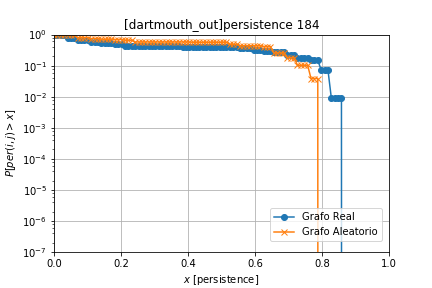 [dartmouth_out]persistence 184
P[per(i, j) > x]
10^0
10^-1
10^-2
10^-3
10^-4
10^-5
10^-6
10^-7
Grafo Real
Grafo Aleatorio
0.0 0.2 0.4 0.6 0.8 1.0
x [persistence]